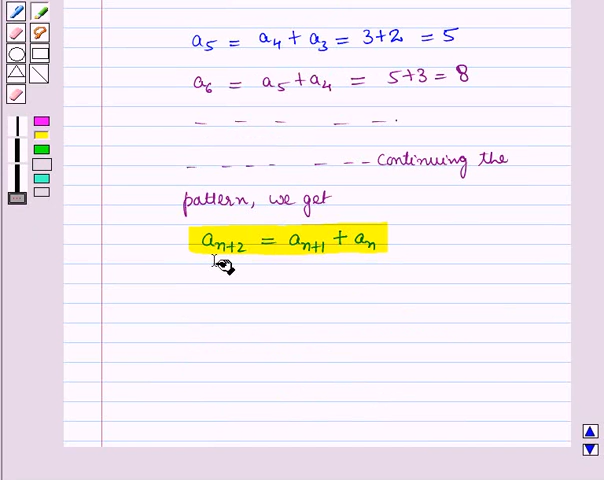 a₅ = a₄ + a₃ = 3+2 = 5
a₆ = a₅ + a₄ = 5+3 = 8
— — — — — .
— — — — — — — continuing the
pattern, we get
aₙ₊₂ = aₙ₊₁ + aₙ